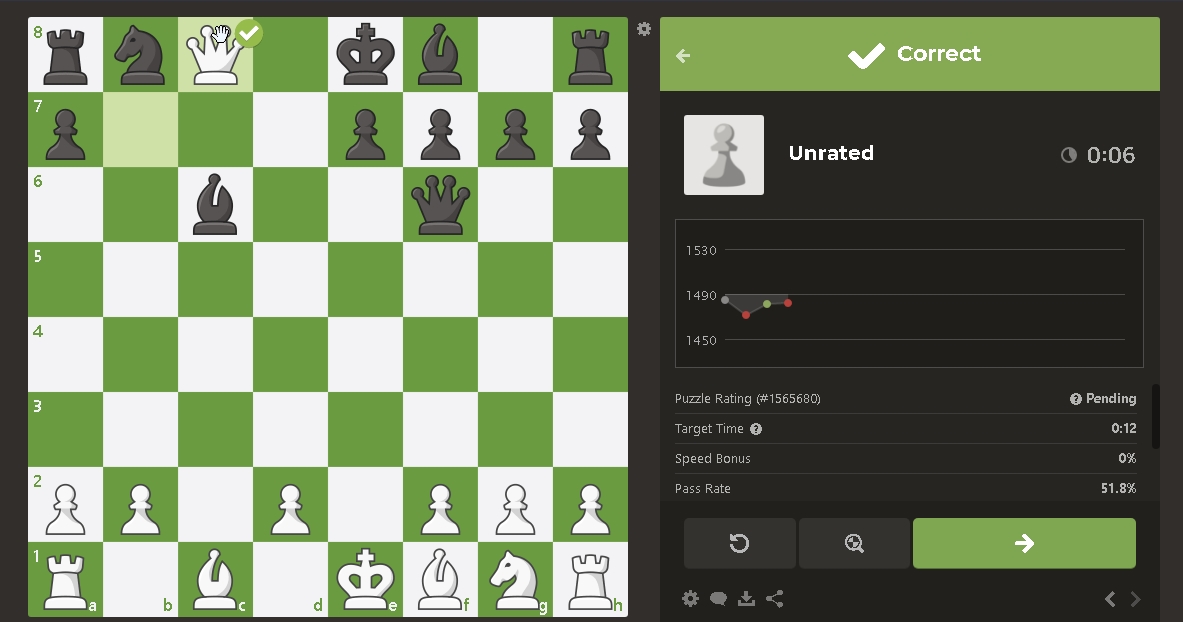 Correct
Unrated
0:06
1530
1490
1450
Puzzle Rating (#1565680) ? Pending
Target Time ? 0:12
Speed Bonus 0%
Pass Rate 51.8%
8
7
6
5
4
3
2
1
a b c d e f g h